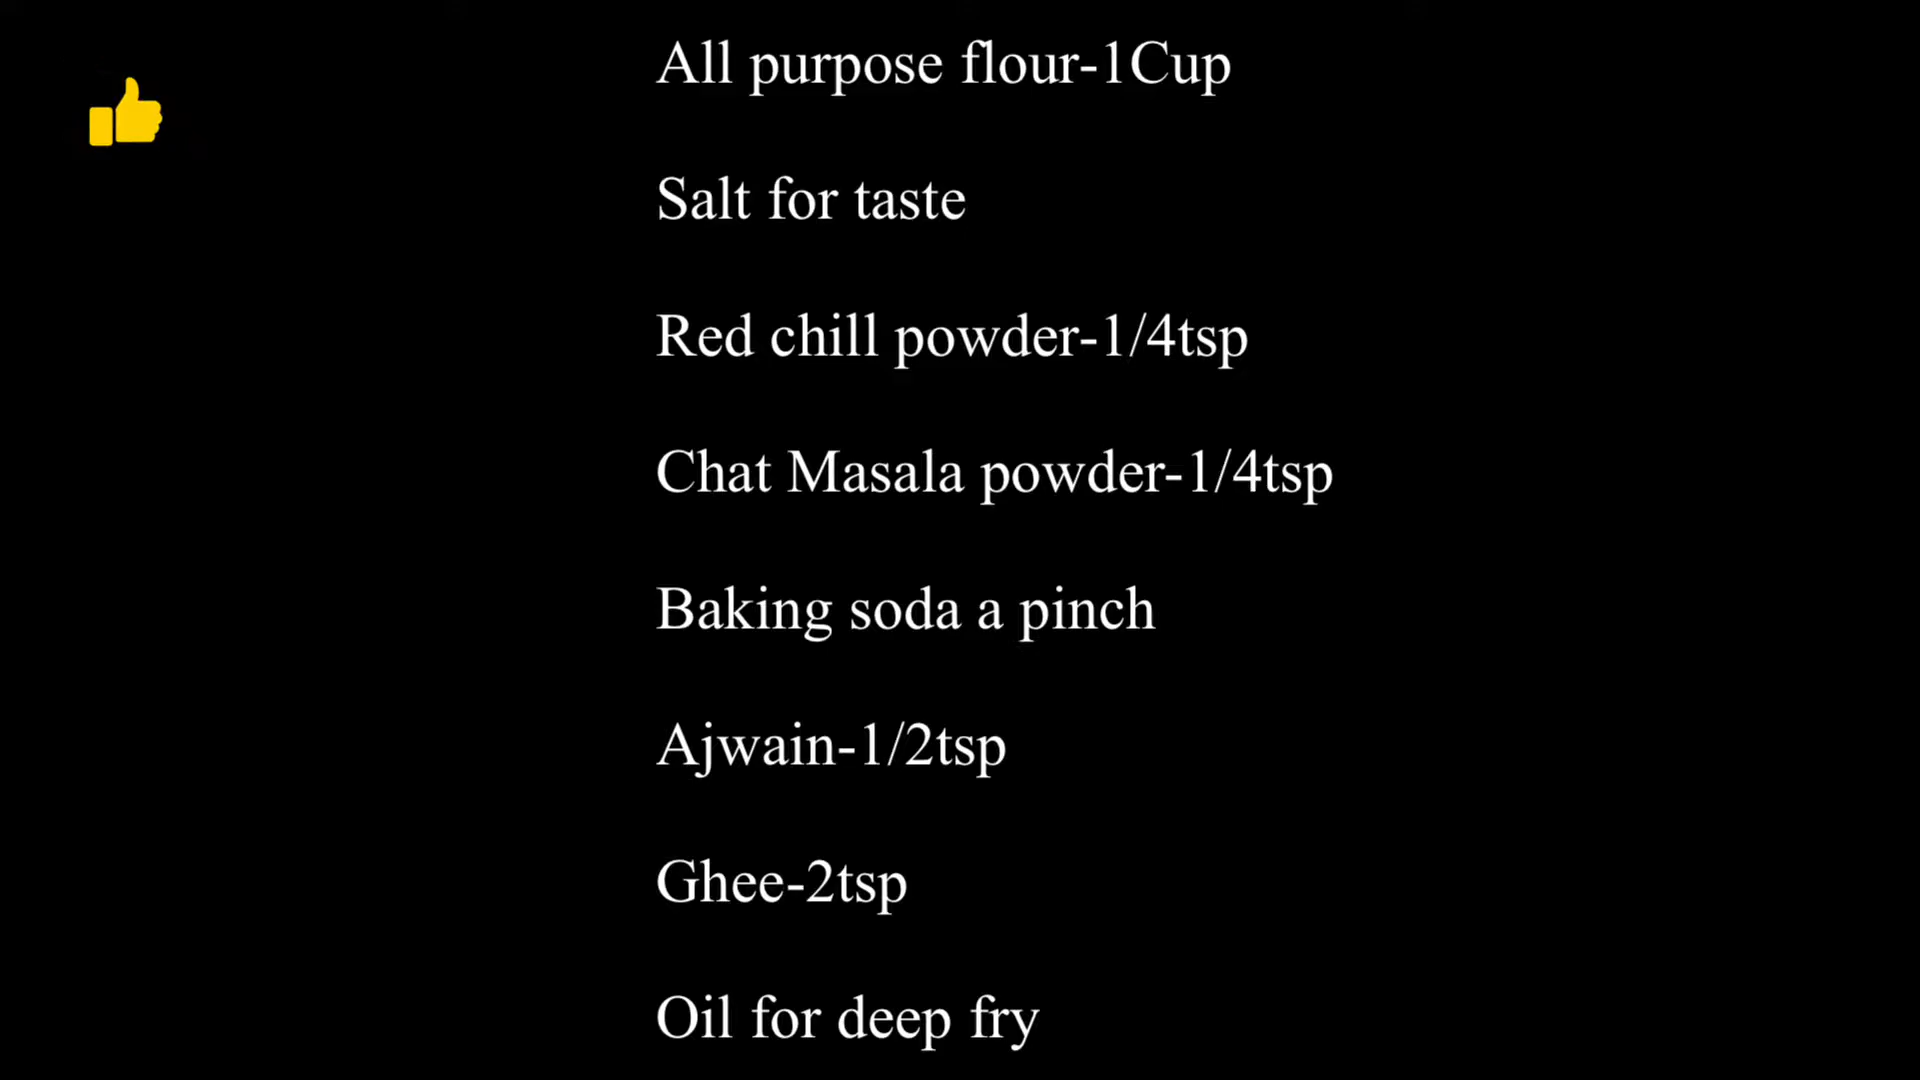 All purpose flour-1Cup
Salt for taste
Red chill powder-1/4tsp
Chat Masala powder-1/4tsp
Baking soda a pinch
Ajwain-1/2tsp
Ghee-2tsp
Oil for deep fry